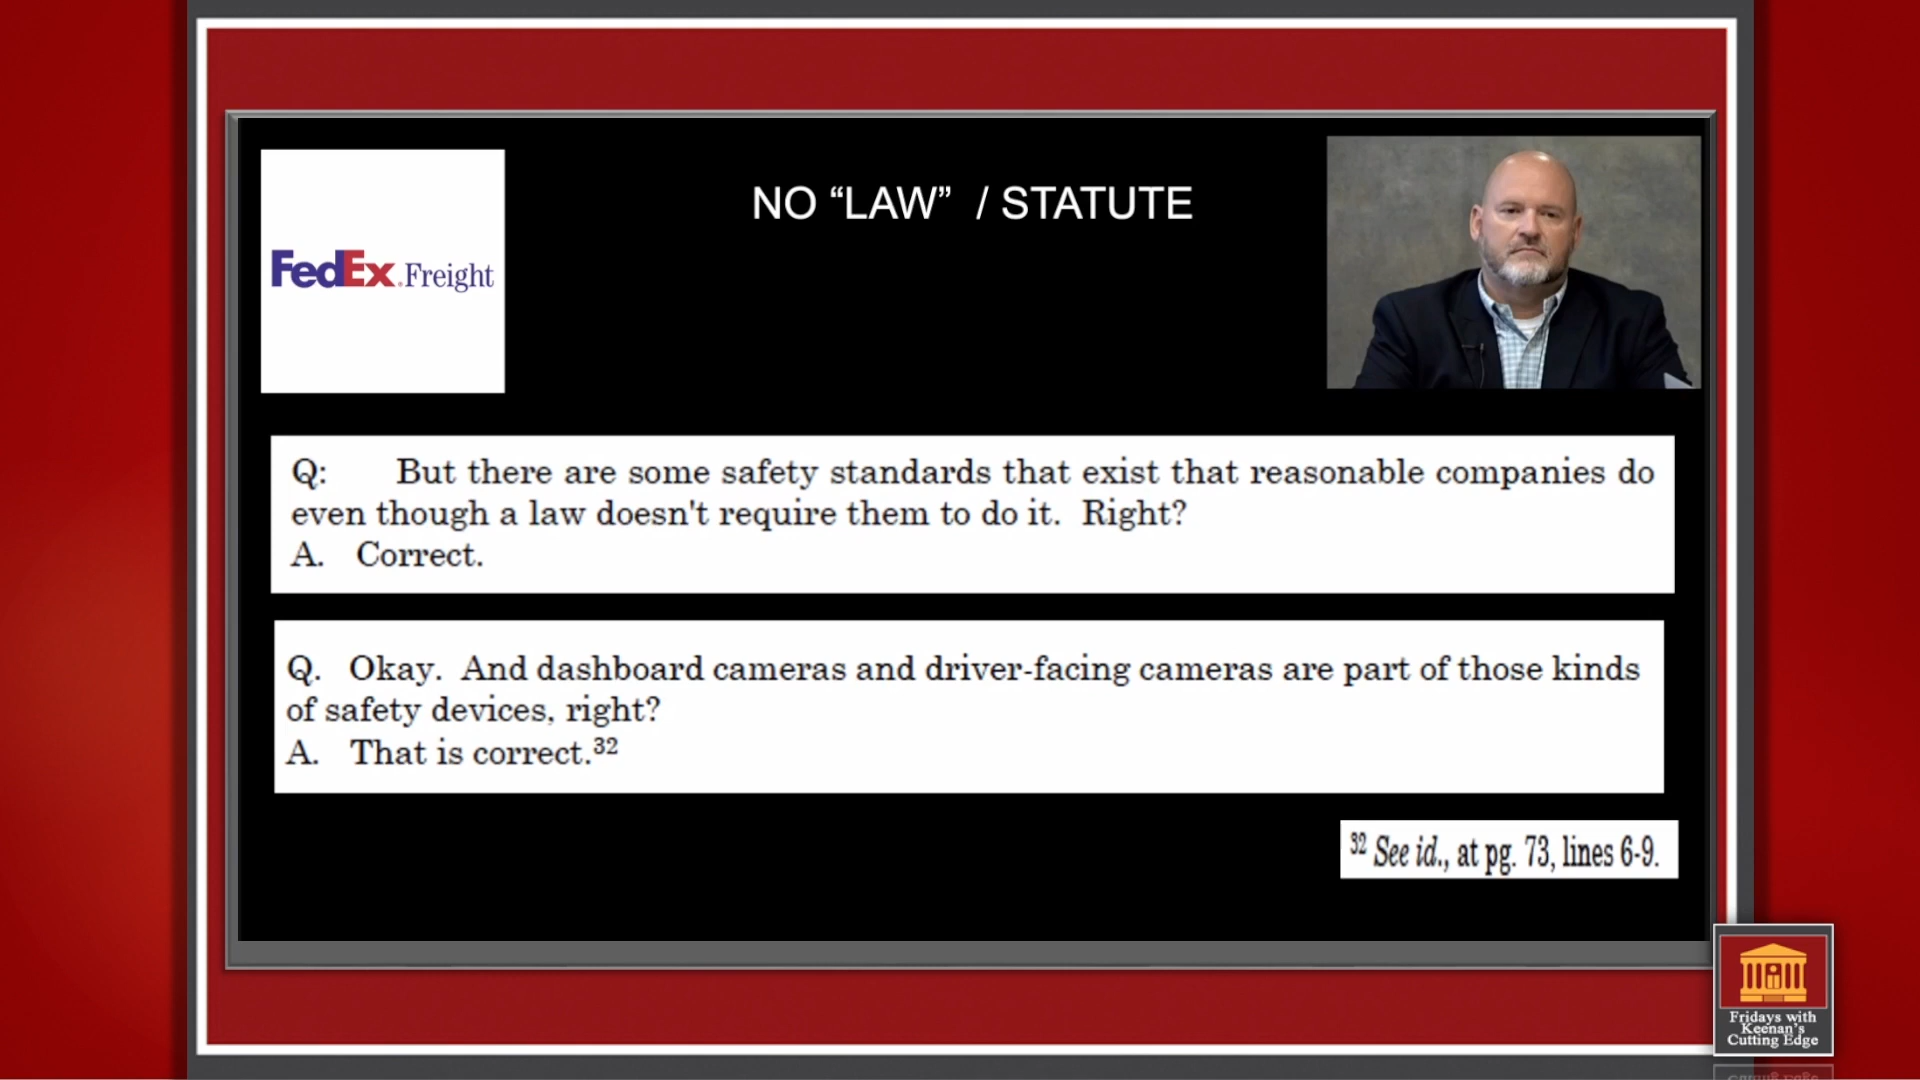 NO “LAW” / STATUTE
FedEx. Freight
Q: But there are some safety standards that exist that reasonable companies do
even though a law doesn't require them to do it. Right?
A. Correct.
Q. Okay. And dashboard cameras and driver-facing cameras are part of those kinds
of safety devices, right?
A. That is correct.32
32 See id., at pg. 73, lines 6-9.
Fridays with
Keenan's
Cutting Edge